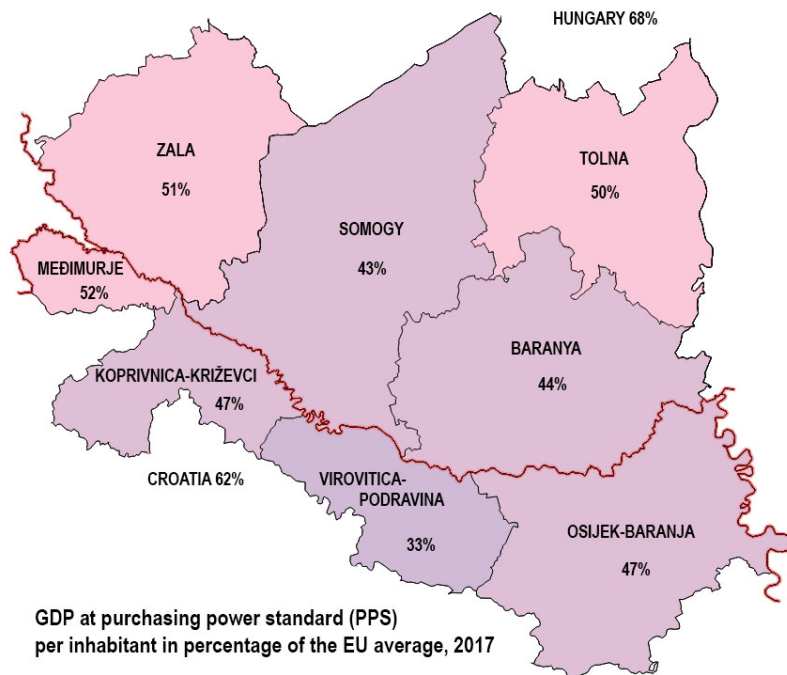 HUNGARY 68%
ZALA
51%
TOLNA
50%
SOMOGY
43%
MEĐIMURJE
52%
BARANYA
44%
KOPRIVNICA-KRIŽEVCI
47%
CROATIA 62%
VIROVITICA-
PODRAVINA
33%
OSIJEK-BARANJA
47%
GDP at purchasing power standard (PPS)
per inhabitant in percentage of the EU average, 2017